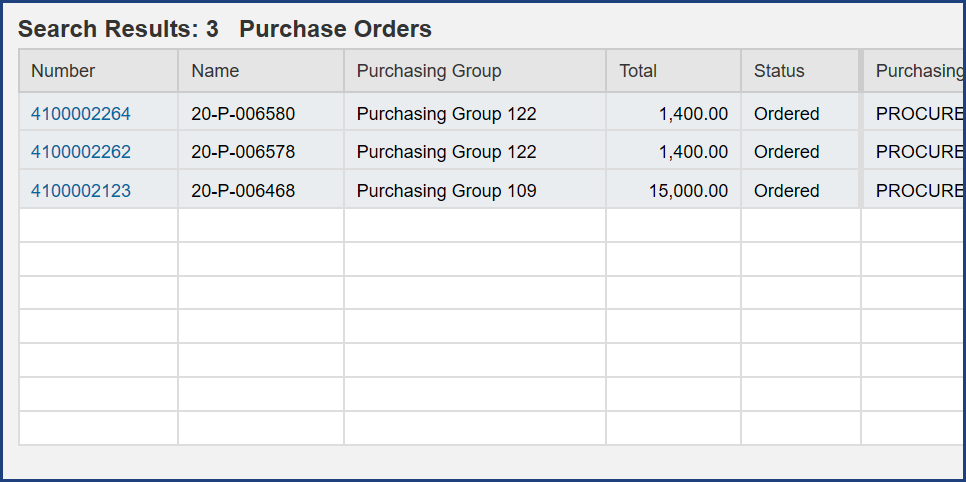 Search Results: 3 Purchase Orders
Number Name Purchasing Group Total Status Purchasing
4100002264 20-P-006580 Purchasing Group 122 1,400.00 Ordered PROCURE
4100002262 20-P-006578 Purchasing Group 122 1,400.00 Ordered PROCURE
4100002123 20-P-006468 Purchasing Group 109 15,000.00 Ordered PROCURE